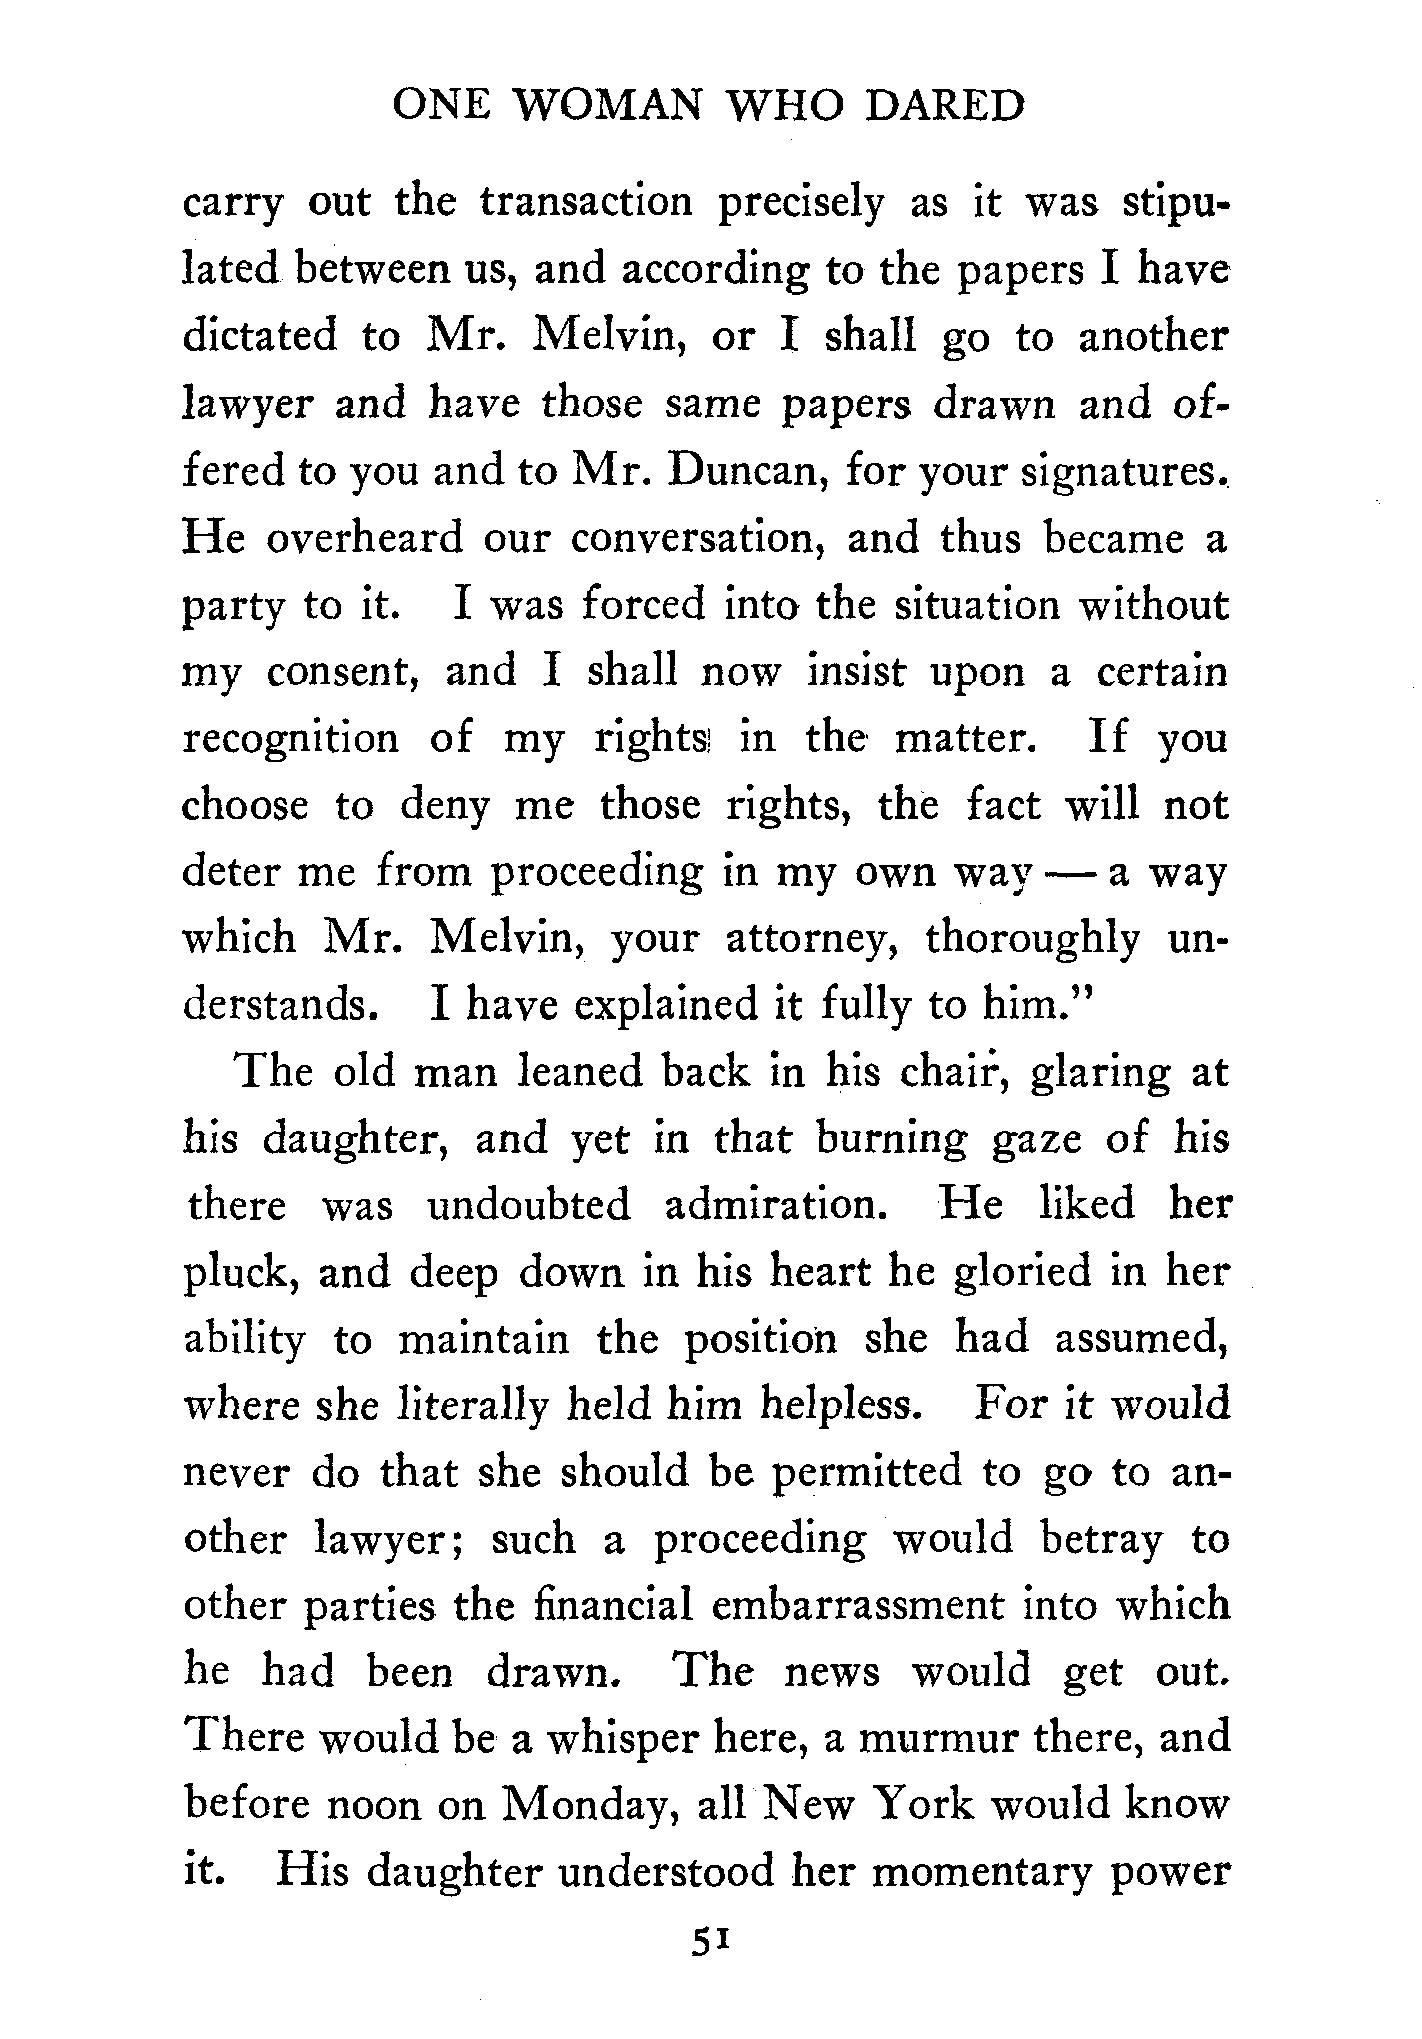 ONE WOMAN WHO DARED
carry out the transaction precisely as it was stipu-
lated between us, and according to the papers I have
dictated to Mr. Melvin, or I shall go to another
lawyer and have those same papers drawn and of-
fered to you and to Mr. Duncan, for your signatures.
He overheard our conversation, and thus became a
party to it. I was forced into the situation without
my consent, and I shall now insist upon a certain
recognition of my rights in the matter. If you
choose to deny me those rights, the fact will not
deter me from proceeding in my own way — a way
which Mr. Melvin, your attorney, thoroughly un-
derstands. I have explained it fully to him."
The old man leaned back in his chair, glaring at
his daughter, and yet in that burning gaze of his
there was undoubted admiration. He liked her
pluck, and deep down in his heart he gloried in her
ability to maintain the position she had assumed,
where she literally held him helpless. For it would
never do that she should be permitted to go to an-
other lawyer; such a proceeding would betray to
other parties the financial embarrassment into which
he had been drawn. The news would get out.
There would be a whisper here, a murmur there, and
before noon on Monday, all New York would know
it. His daughter understood her momentary power
51